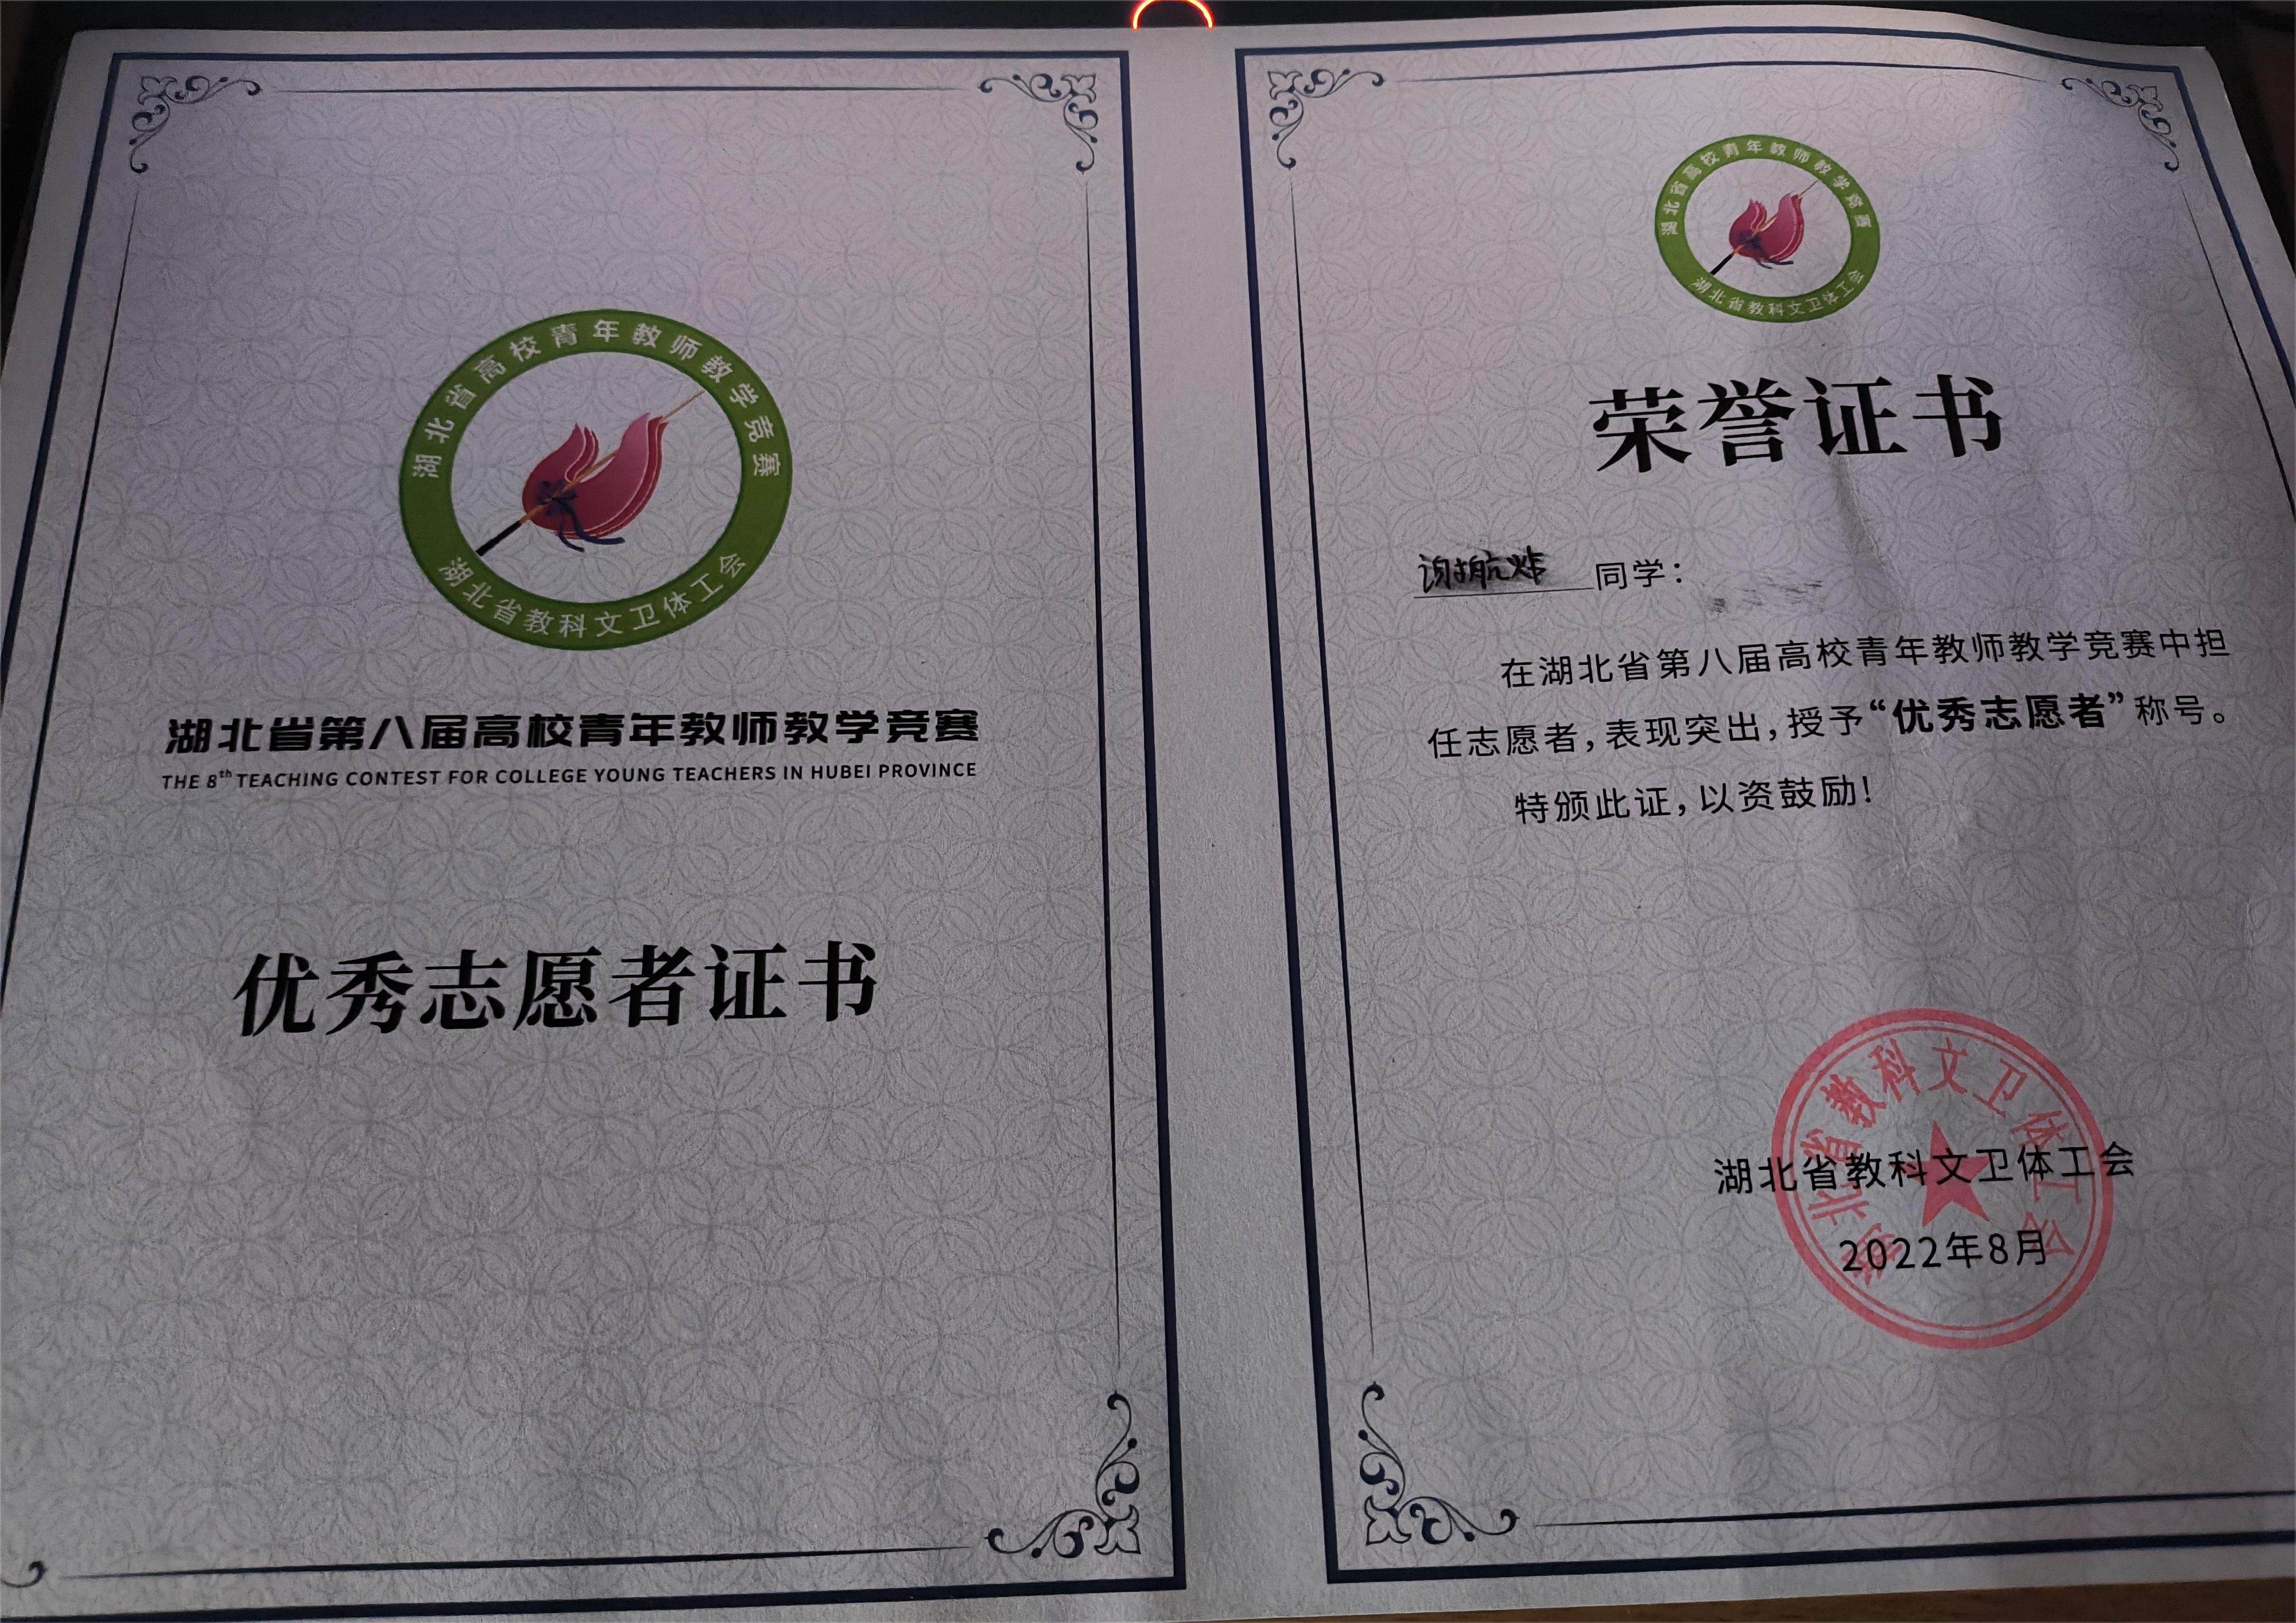 湖北省高校青年教师教学竞赛
湖北省教科文卫体工会
湖北省第八届高校青年教师教学竞赛
THE 8th TEACHING CONTEST FOR COLLEGE YOUNG TEACHERS IN HUBEI PROVINCE
优秀志愿者证书
湖北省高校青年教师教学竞赛
湖北省教科文卫体工会
荣誉证书
同学：
在湖北省第八届高校青年教师教学竞赛中担
任志愿者，表现突出，授予“优秀志愿者”称号。
特颁此证，以资鼓励！
湖北省教科文卫体工会
湖北省教科文卫体工会
2022年8月